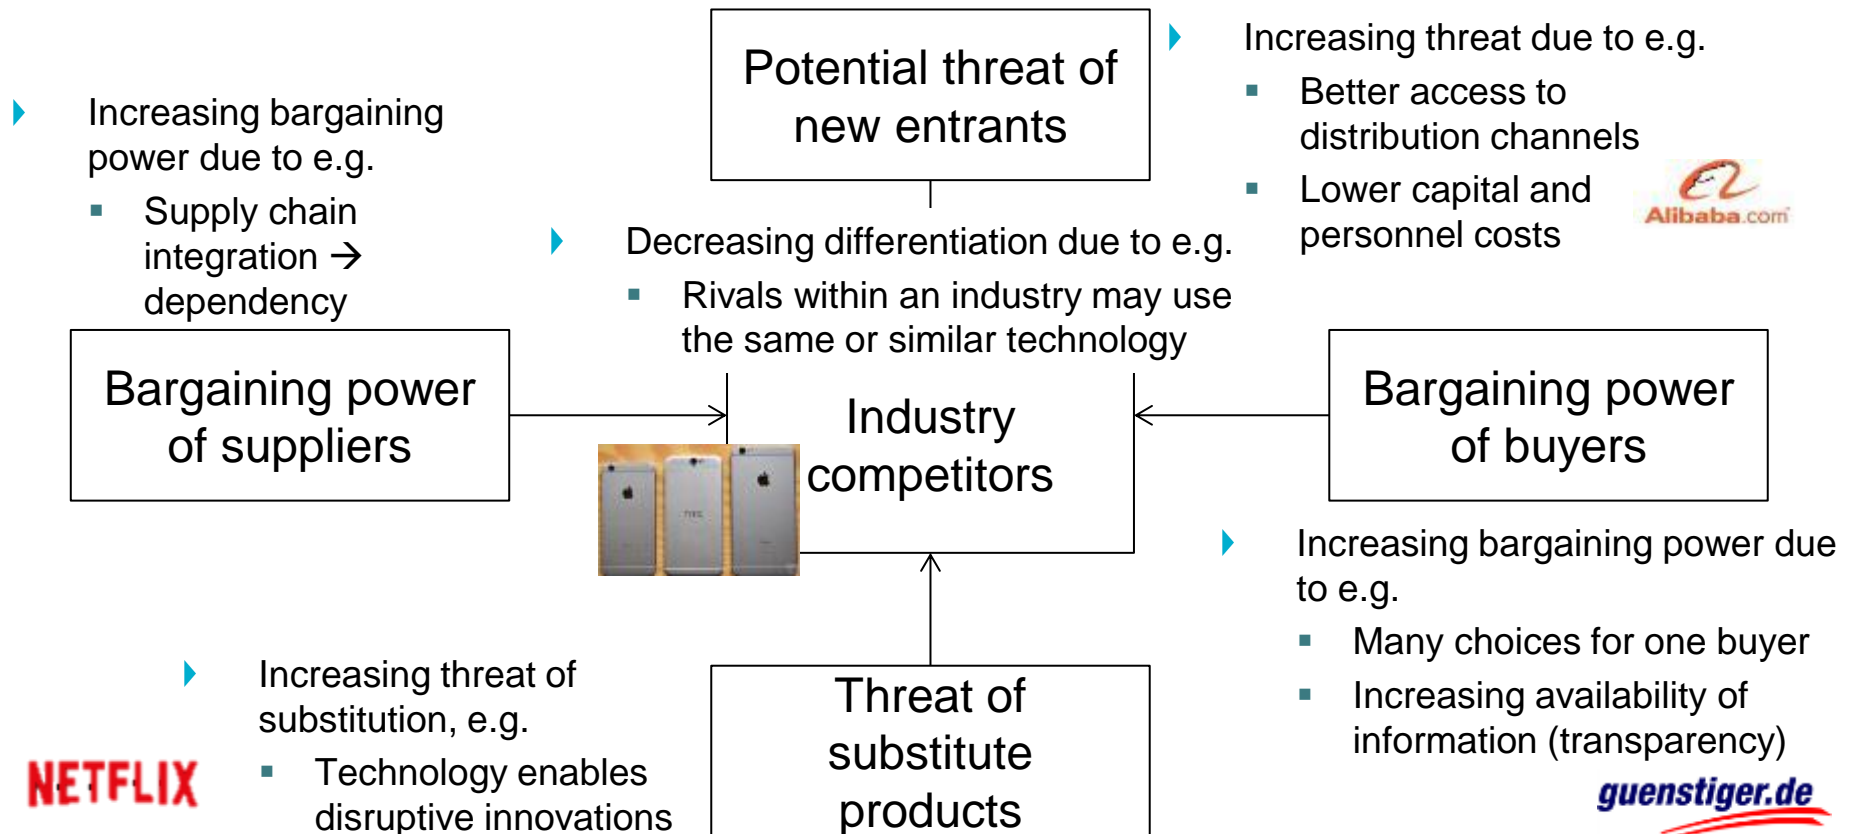 Potential threat of
new entrants
Increasing threat due to e.g.
Better access to
distribution channels
Lower capital and
personnel costs
Alibaba.com
Increasing bargaining
power due to e.g.
Supply chain
integration →
dependency
Decreasing differentiation due to e.g.
Rivals within an industry may use
the same or similar technology
Bargaining power
of suppliers
Industry
competitors
hTC
Bargaining power
of buyers
Increasing bargaining power due
to e.g.
Many choices for one buyer
Increasing availability of
information (transparency)
guenstiger.de
Increasing threat of
substitution, e.g.
Technology enables
disruptive innovations
NETFLIX
Threat of
substitute
products